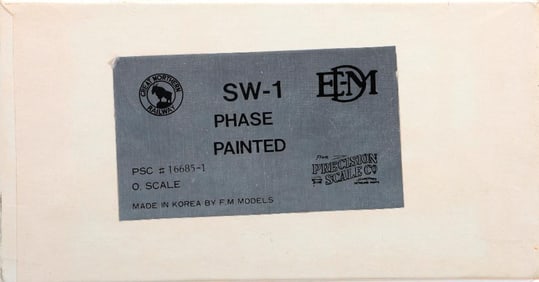 GREAT NORTHERN
RAILWAY
SW-1
EMD
PHASE
PAINTED
PSC # 16685-1
O. SCALE
MADE IN KOREA BY F.M MODELS
From
PRECISION
SCALE CO